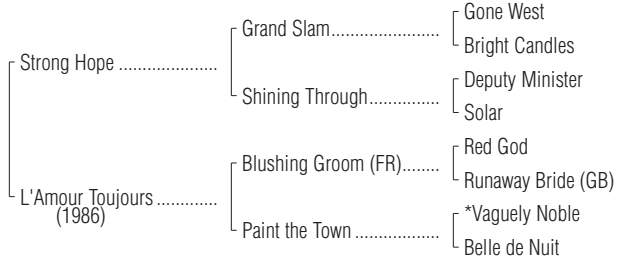 Gone West
Grand Slam.......................
Bright Candles
Strong Hope .....................
Deputy Minister
Shining Through...............
Solar
Red God
Blushing Groom (FR)........
Runaway Bride (GB)
L'Amour Toujours .............
(1986)
*Vaguely Noble
Paint the Town ..................
Belle de Nuit